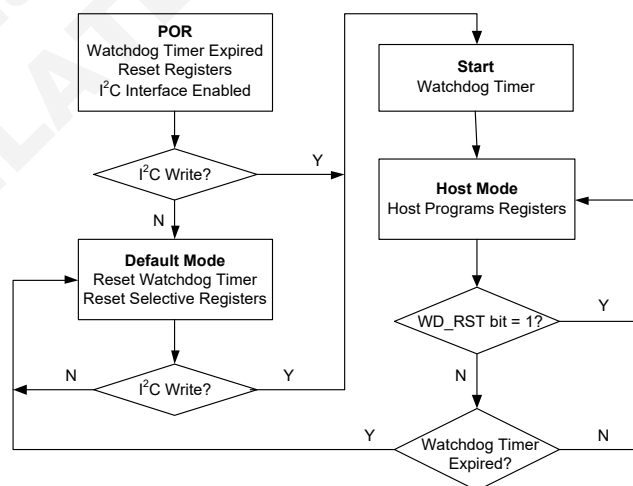 POR
Watchdog Timer Expired
Reset Registers
I²C Interface Enabled
I²C Write?
Y
N
Default Mode
Reset Watchdog Timer
Reset Selective Registers
I²C Write?
N
Y
Start
Watchdog Timer
Host Mode
Host Programs Registers
WD_RST bit = 1?
Y
N
Watchdog Timer
Expired?
Y
N